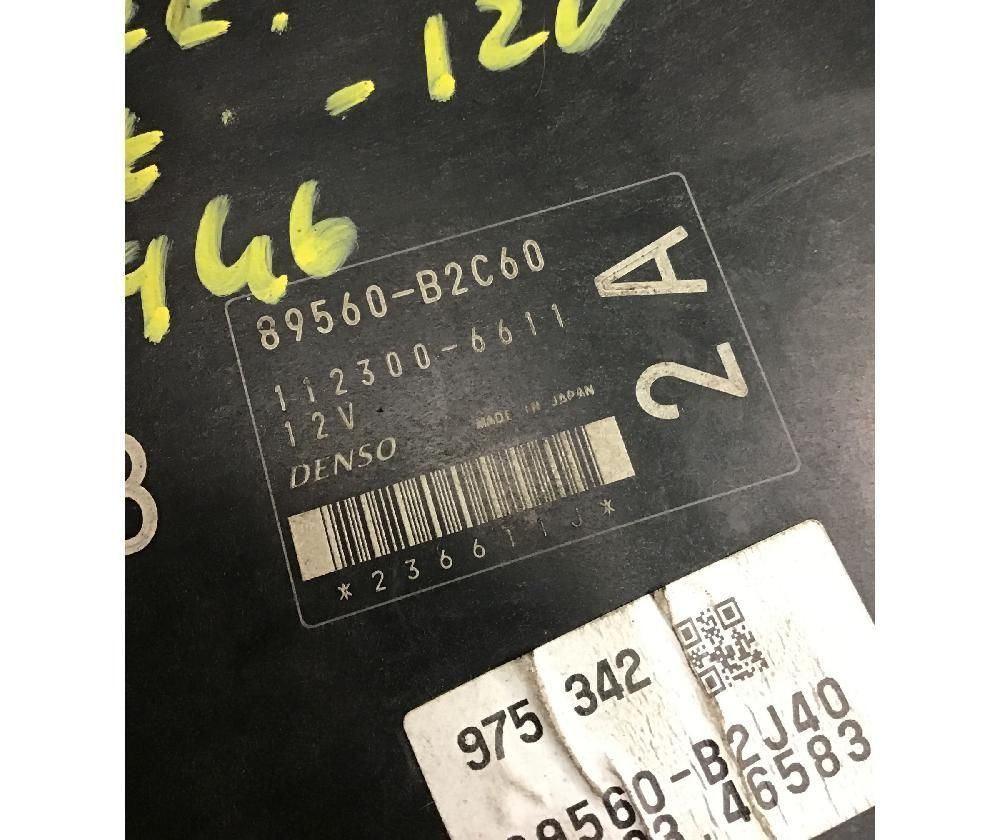 - 120
46
89560-B2C60
112300-6611
12V
MADE IN JAPAN
DENSO
*236611J*
2A
975 342
89560-B2J40
46583